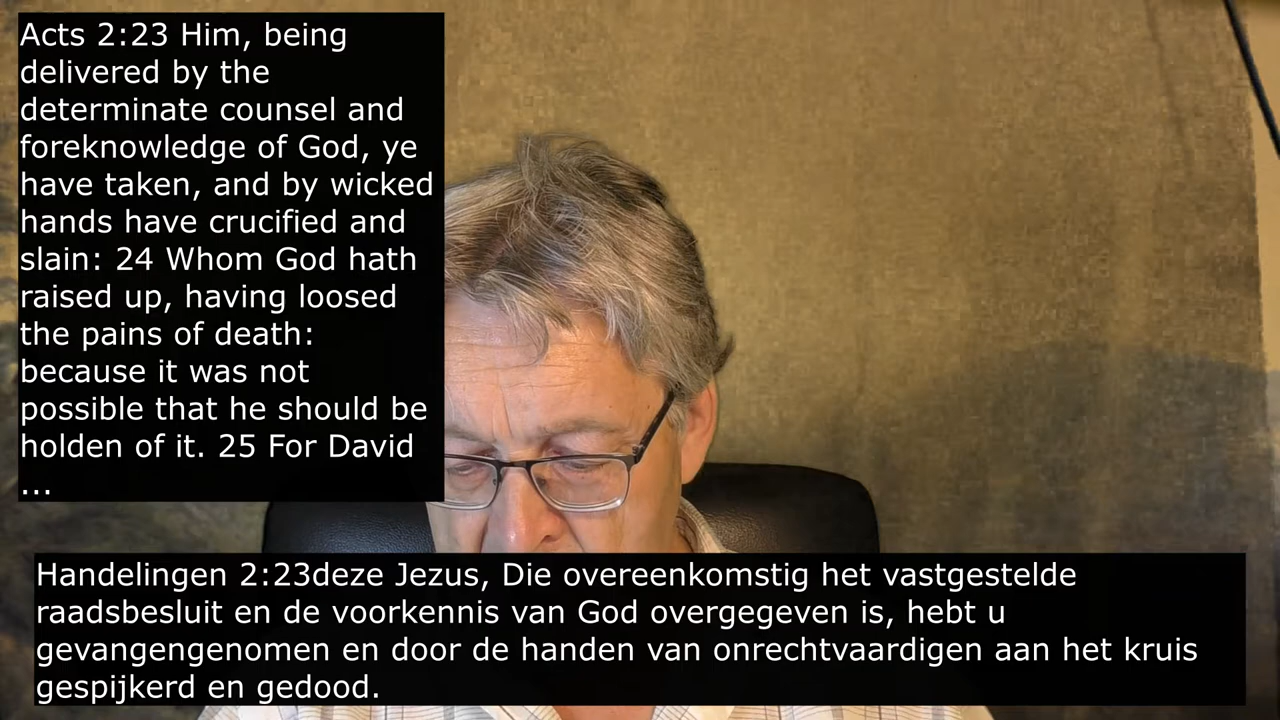 Acts 2:23 Him, being
delivered by the
determinate counsel and
foreknowledge of God, ye
have taken, and by wicked
hands have crucified and
slain: 24 Whom God hath
raised up, having loosed
the pains of death:
because it was not
possible that he should be
holden of it. 25 For David
...
Handelingen 2:23deze Jezus, Die overeenkomstig het vastgestelde
raadsbesluit en de voorkennis van God overgegeven is, hebt u
gevangengenomen en door de handen van onrechtvaardigen aan het kruis
gespijkerd en gedood.